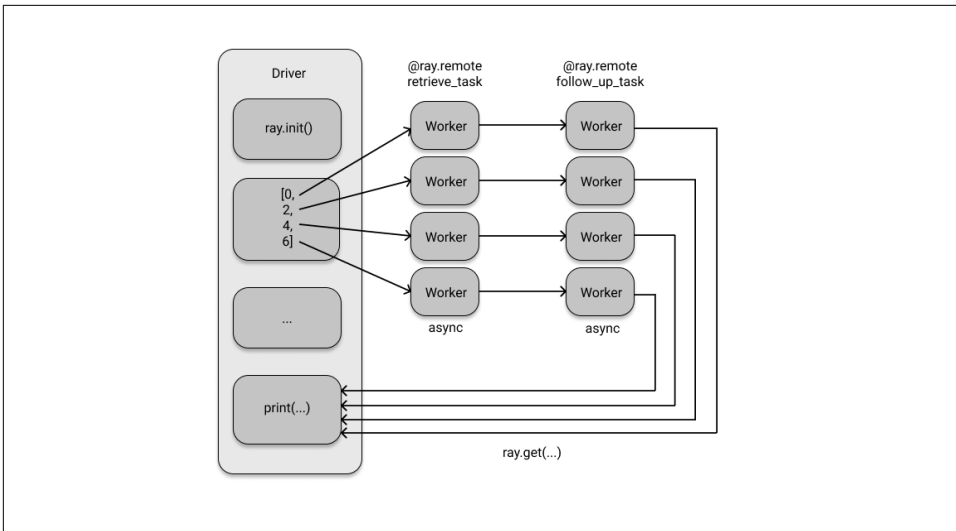 Driver
ray.init()
[0,
2,
4,
6]
...
print(...)
@ray.remote
retrieve_task
Worker
Worker
Worker
Worker
async
@ray.remote
follow_up_task
Worker
Worker
Worker
Worker
async
ray.get(...)